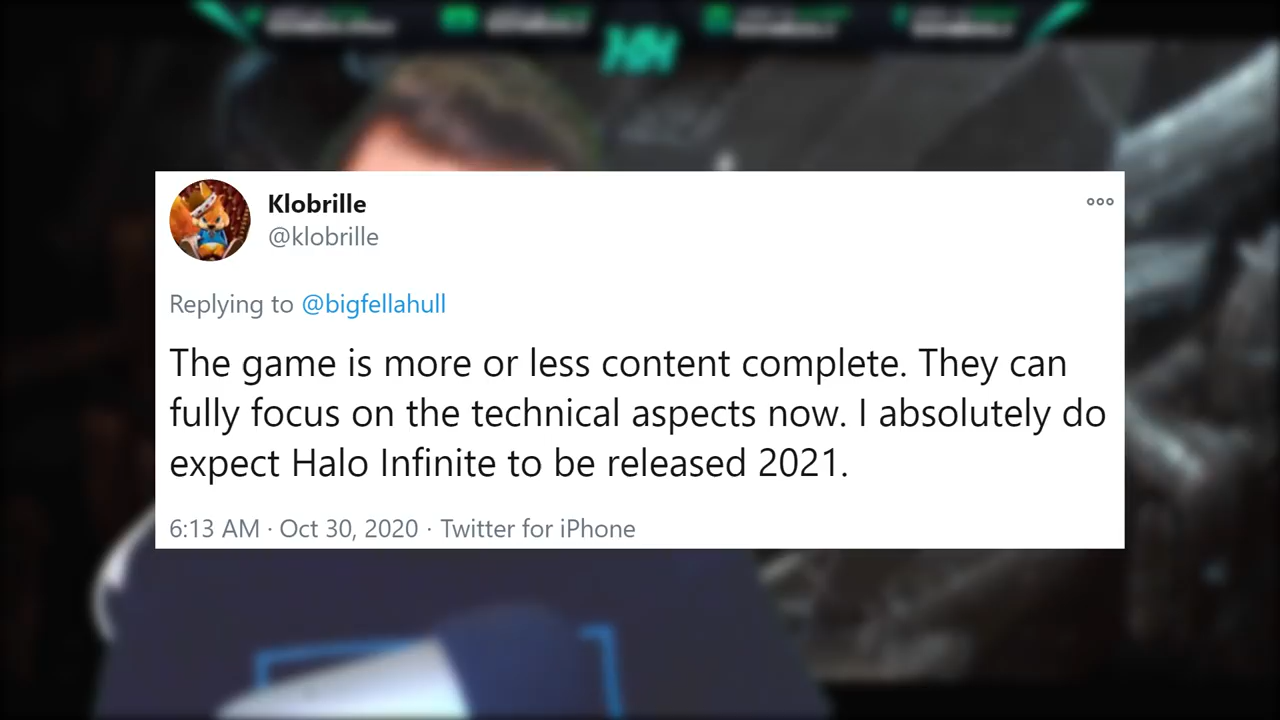 HH
Klobrille
@klobrille
Replying to @bigfellahull
The game is more or less content complete. They can
fully focus on the technical aspects now. I absolutely do
expect Halo Infinite to be released 2021.
6:13 AM · Oct 30, 2020 · Twitter for iPhone